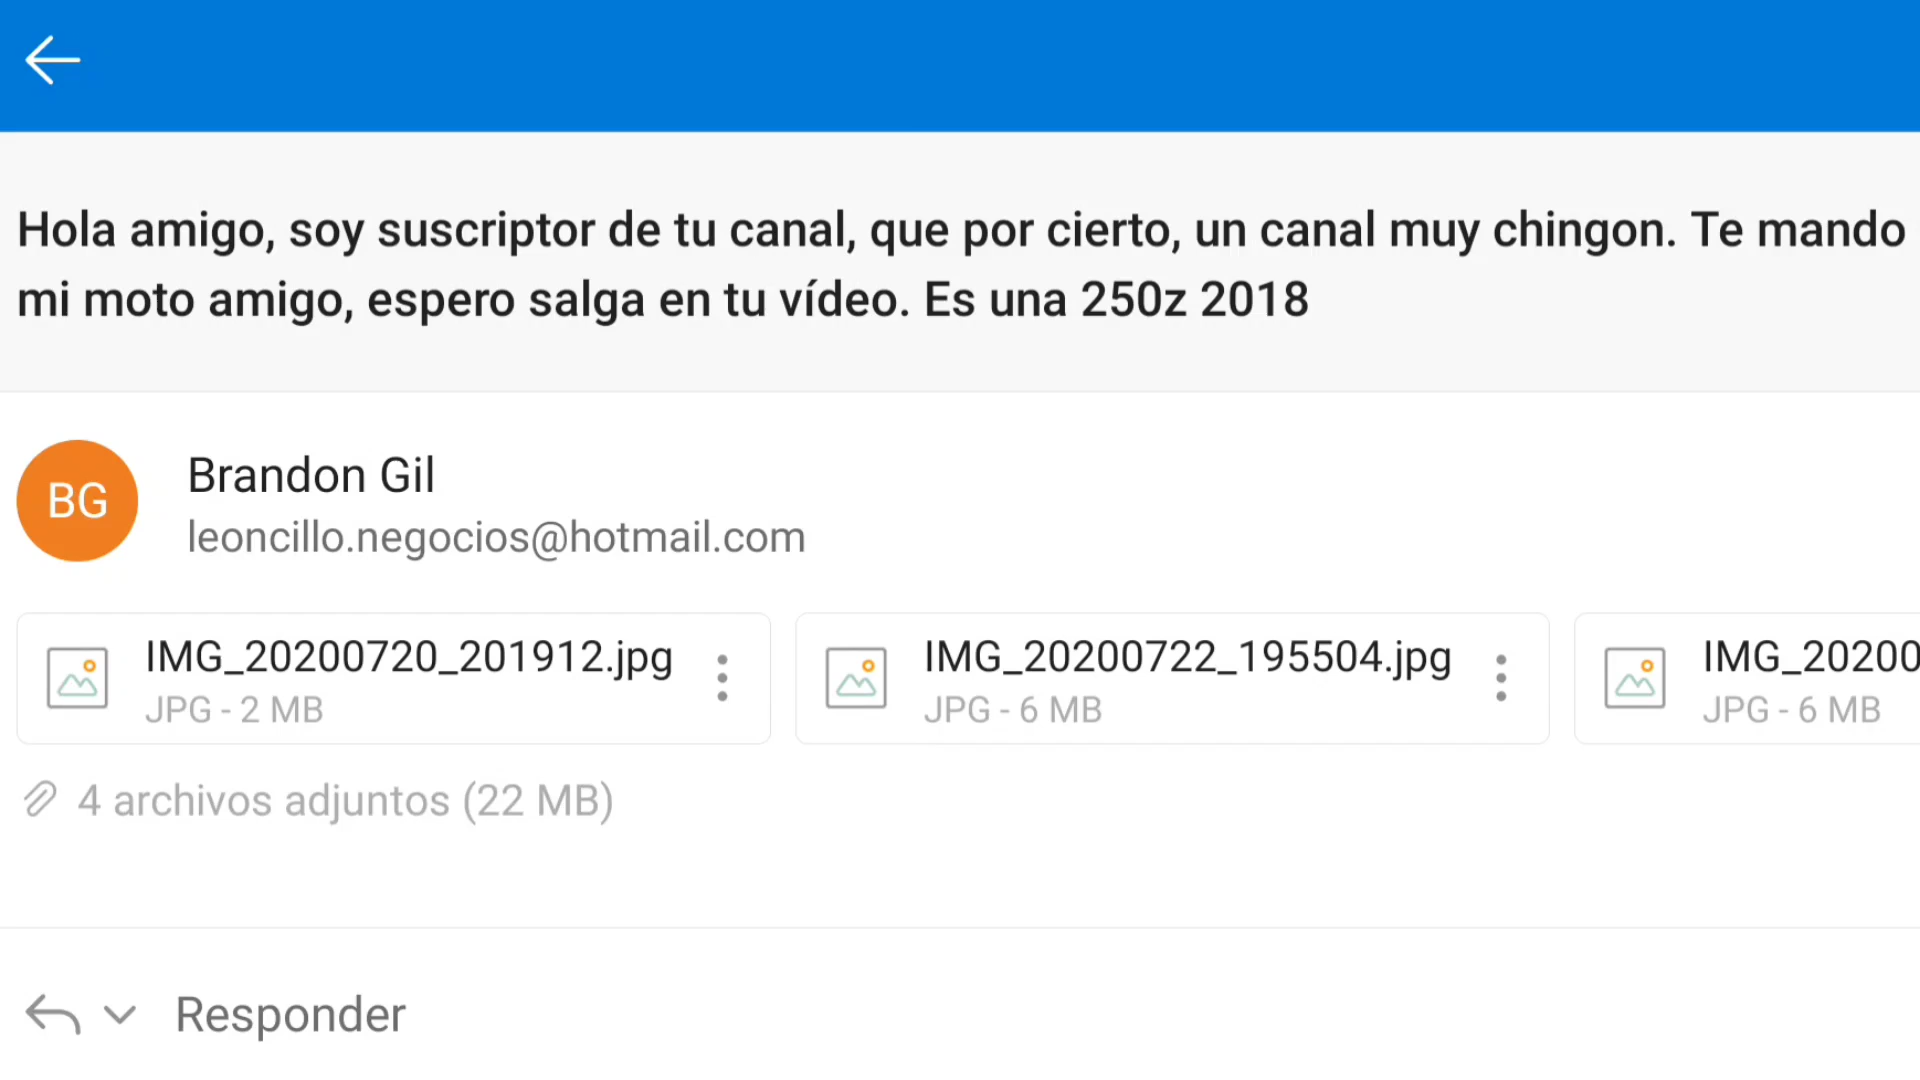 Hola amigo, soy suscriptor de tu canal, que por cierto, un canal muy chingon. Te mando
mi moto amigo, espero salga en tu vídeo. Es una 250z 2018
BG
Brandon Gil
leoncillo.negocios@hotmail.com
IMG_20200720_201912.jpg
JPG - 2 MB
IMG_20200722_195504.jpg
JPG - 6 MB
IMG_20200
JPG - 6 MB
4 archivos adjuntos (22 MB)
Responder